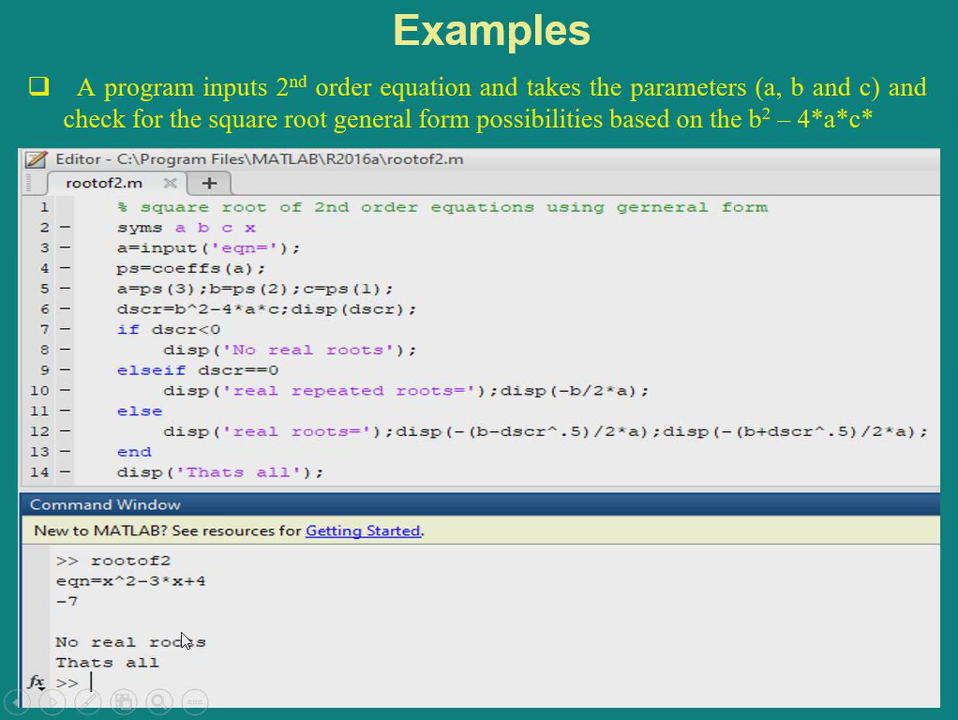 Examples
❑ A program inputs 2nd order equation and takes the parameters (a, b and c) and
check for the square root general form possibilities based on the b2 – 4*a*c*
Editor - C:\Program Files\MATLAB\R2016a\rootof2.m
rootof2.m × +
1 % square root of 2nd order equations using gerneral form
2 – syms a b c x
3 – a=input('eqn=');
4 – ps=coeffs(a);
5 – a=ps(3);b=ps(2);c=ps(1);
6 – dscr=b^2-4*a*c;disp(dscr);
7 – if dscr<0
8 – disp('No real roots');
9 – elseif dscr==0
10 – disp('real repeated roots=');disp(-b/2*a);
11 – else
12 – disp('real roots=');disp(-(b-dscr^.5)/2*a);disp(-(b+dscr^.5)/2*a);
13 – end
14 – disp('Thats all');
Command Window
New to MATLAB? See resources for Getting Started.
>> rootof2
eqn=x^2-3*x+4
-7
No real roots
Thats all
fx >>